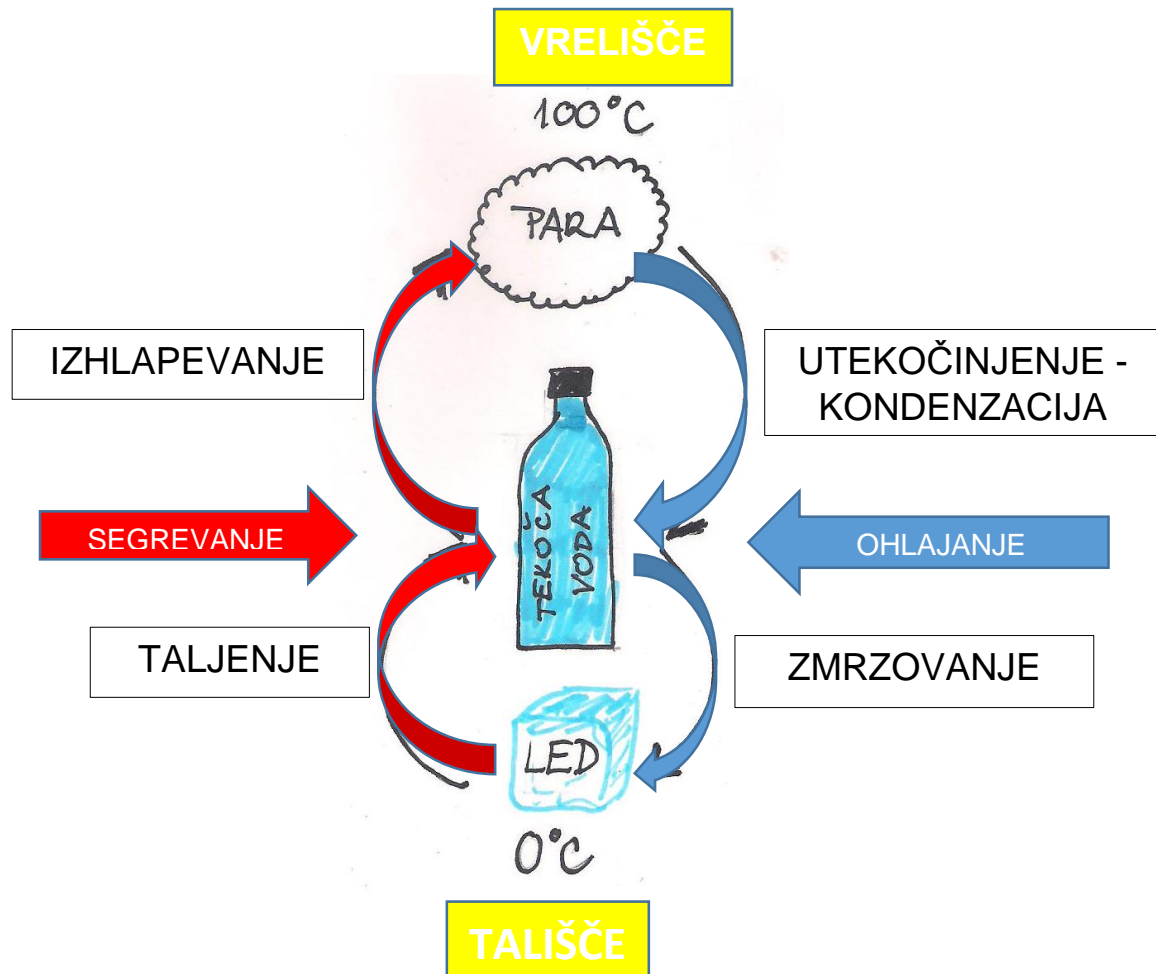 VRELIŠČE
100°C
PARA
IZHLAPEVANJE
UTEKOČINJENJE -
KONDENZACIJA
TEKOČA
VODA
SEGREVANJE
OHLAJANJE
TALJENJE
ZMRZOVANJE
LED
0°C
TALIŠČE